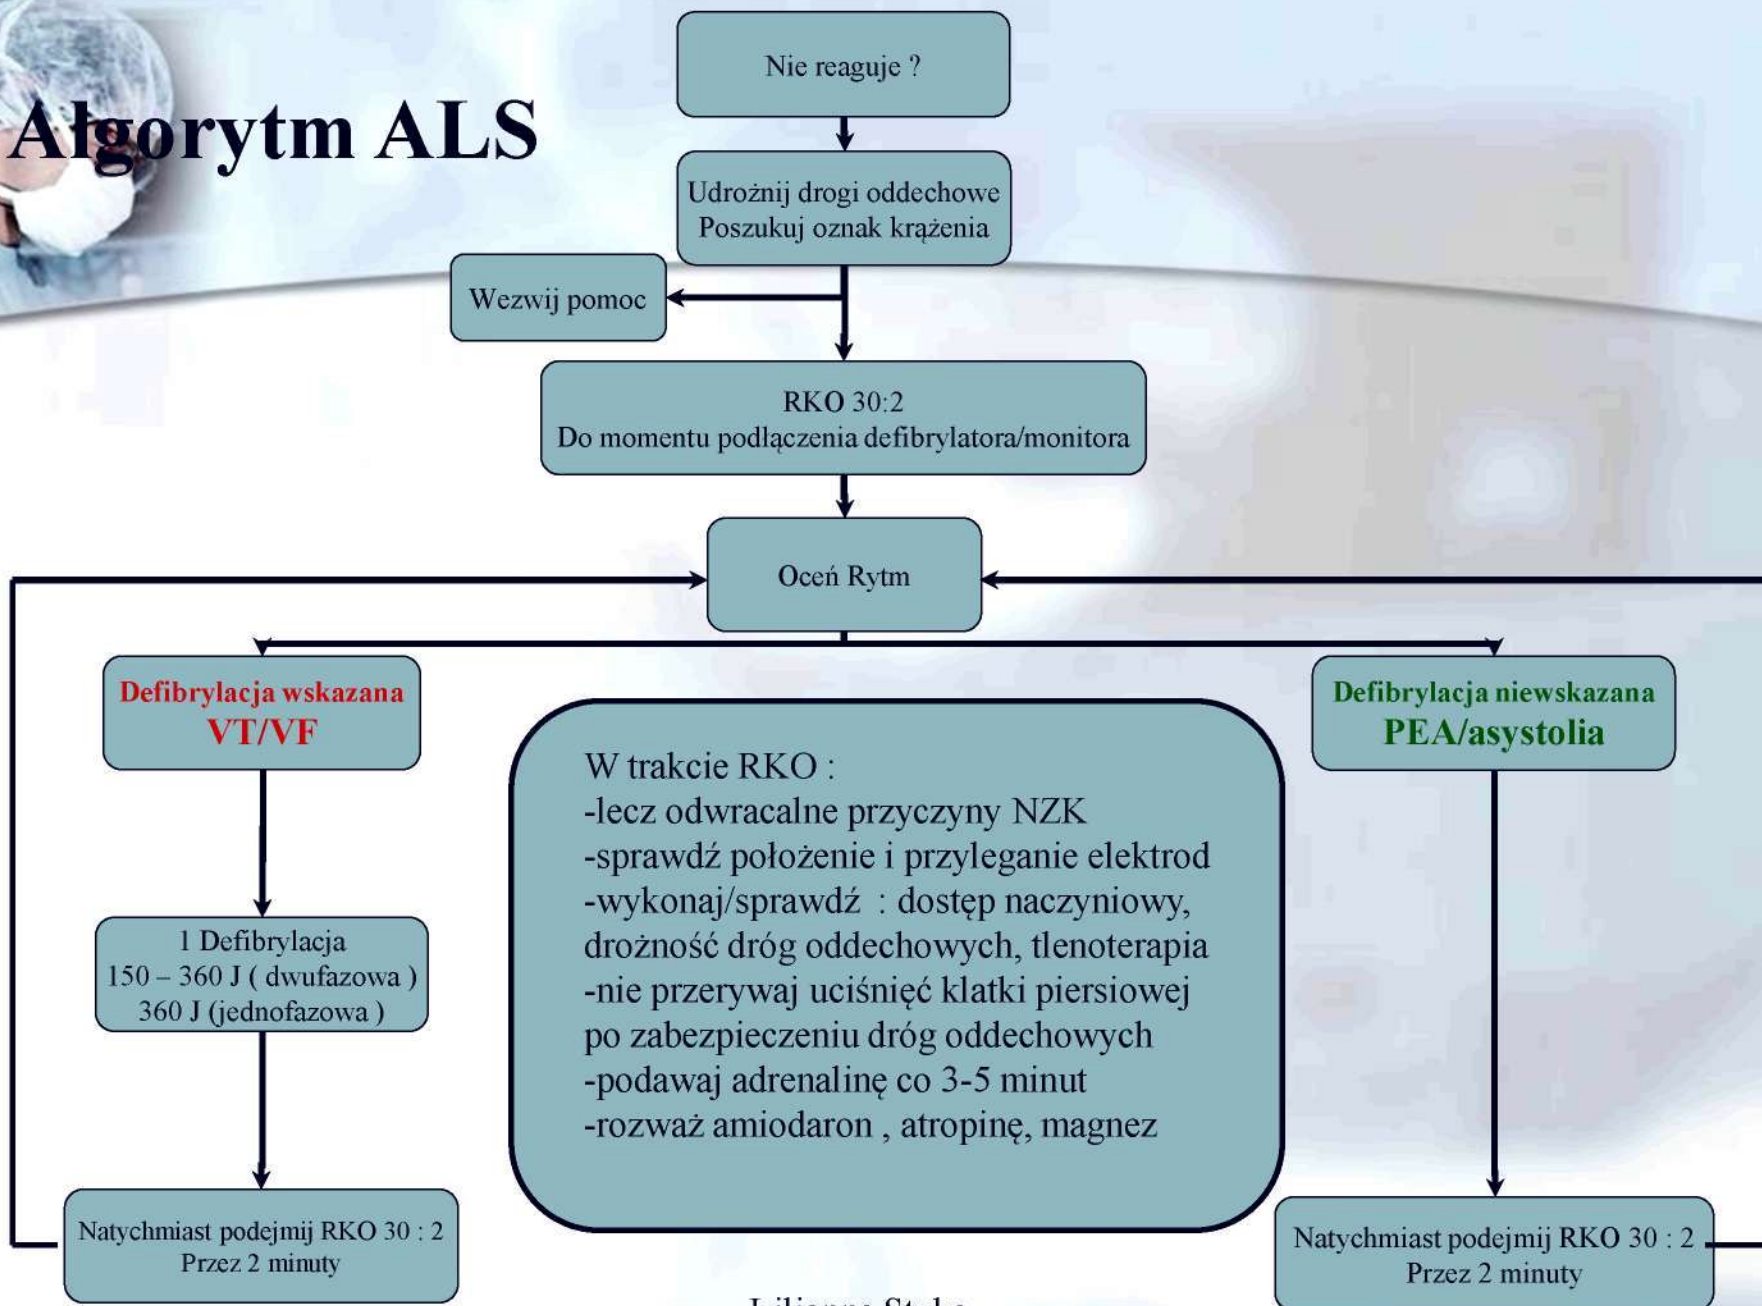 Algorytm ALS
Nie reaguje ?
Udrożnij drogi oddechowe
Poszukuj oznak krążenia
Wezwij pomoc
RKO 30:2
Do momentu podłączenia defibrylatora/monitora
Oceń Rytm
Defibrylacja wskazana
VT/VF
1 Defibrylacja
150 – 360 J ( dwufazowa )
360 J (jednofazowa )
Natychmiast podejmij RKO 30 : 2
Przez 2 minuty
W trakcie RKO :
-lecz odwracalne przyczyny NZK
-sprawdź położenie i przyleganie elektrod
-wykonaj/sprawdź : dostęp naczyniowy,
drożność dróg oddechowych, tlenoterapia
-nie przerywaj uciśnięć klatki piersiowej
po zabezpieczeniu dróg oddechowych
-podawaj adrenalinę co 3-5 minut
-rozważ amiodaron , atropinę, magnez
Defibrylacja niewskazana
PEA/asystolia
Natychmiast podejmij RKO 30 : 2
Przez 2 minuty